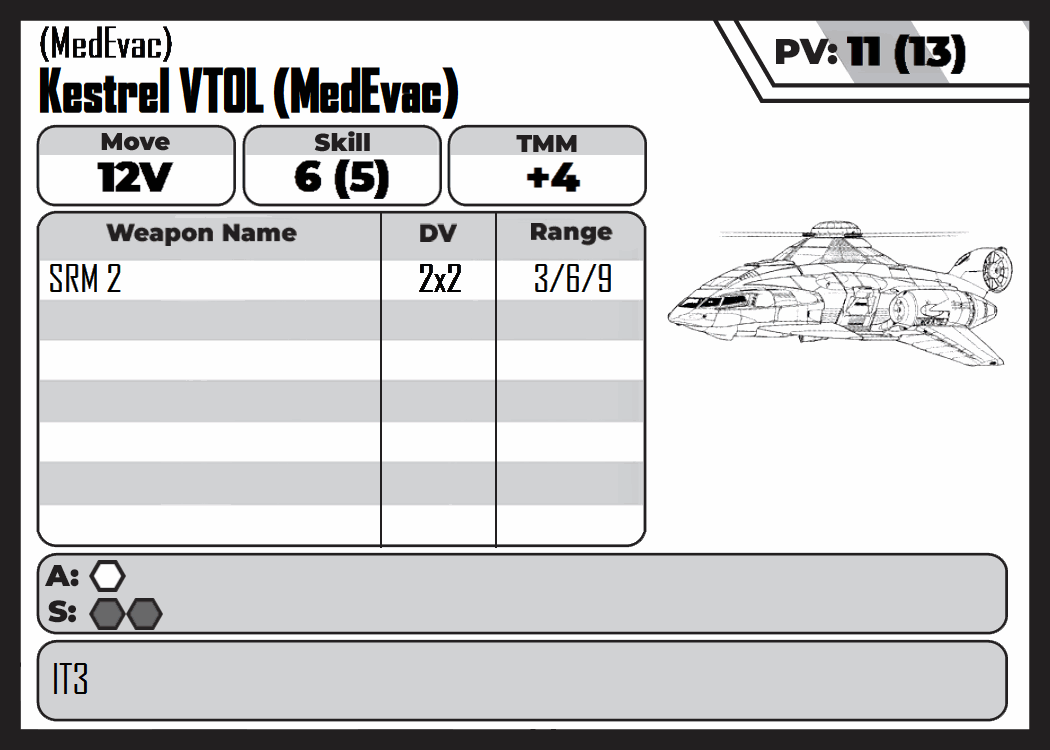 (MedEvac)
Kestrel VTOL (MedEvac)
PV: 11 (13)
Move
12V
Skill
6 (5)
TMM
+4
Weapon Name DV Range
SRM 2 2x2 3/6/9
A:
S:
IT3